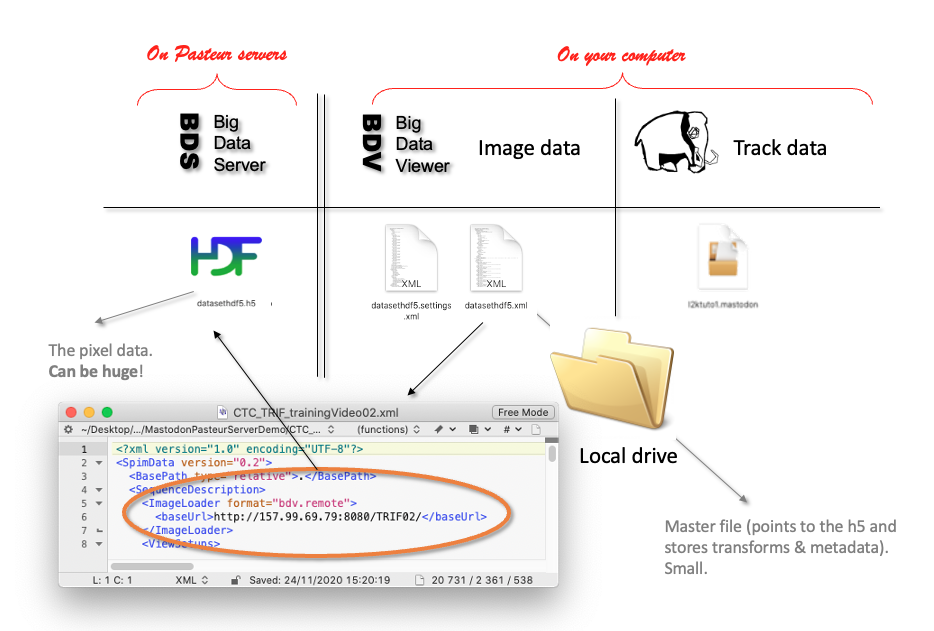 On Pasteur servers
On your computer
BDS
Big
Data
Server
BDV
Big
Data
Viewer
Image data
Track data
HDF
datasethdf5.h5
XML
datasethdf5.settings
.xml
XML
datasethdf5.xml
l2ktuto1.mastodon
The pixel data.
Can be huge!
Local drive
Master file (points to the h5 and
stores transforms & metadata).
Small.
CTC_TRIF_trainingVideo02.xml
Free Mode
~/Desktop/.../MastodonPasteurServerDemo/CTC_...
(functions)
#
1 <?xml version="1.0" encoding="UTF-8"?>
2 <SpimData version="0.2">
3 <BasePath type="relative">.</BasePath>
4 <SequenceDescription>
5 <ImageLoader format="bdv.remote">
6 <baseUrl>http://157.99.69.79:8080/TRIF02/</baseUrl>
7 </ImageLoader>
8 <ViewSetups>
L: 1 C: 1
XML
Saved: 24/11/2020 15:20:19
20 731 / 2 361 / 538